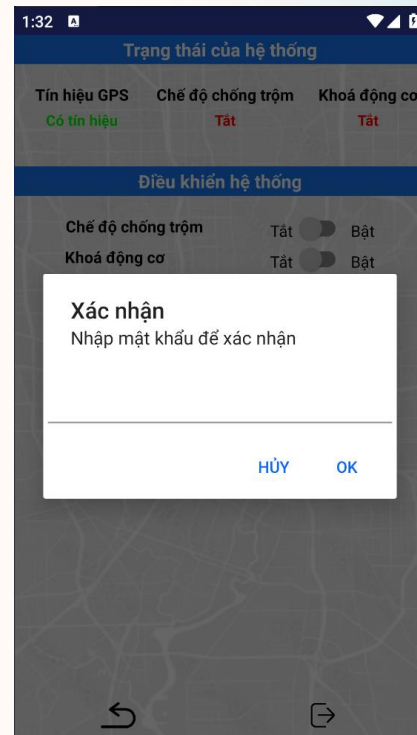 1:32 A
Trạng thái của hệ thống
Tín hiệu GPS Chế độ chống trộm Khoá động cơ
Có tín hiệu Tắt Tắt
Điều khiển hệ thống
Chế độ chống trộm Tắt Bật
Khoá động cơ Tắt Bật
Xác nhận
Nhập mật khẩu để xác nhận
HỦY OK